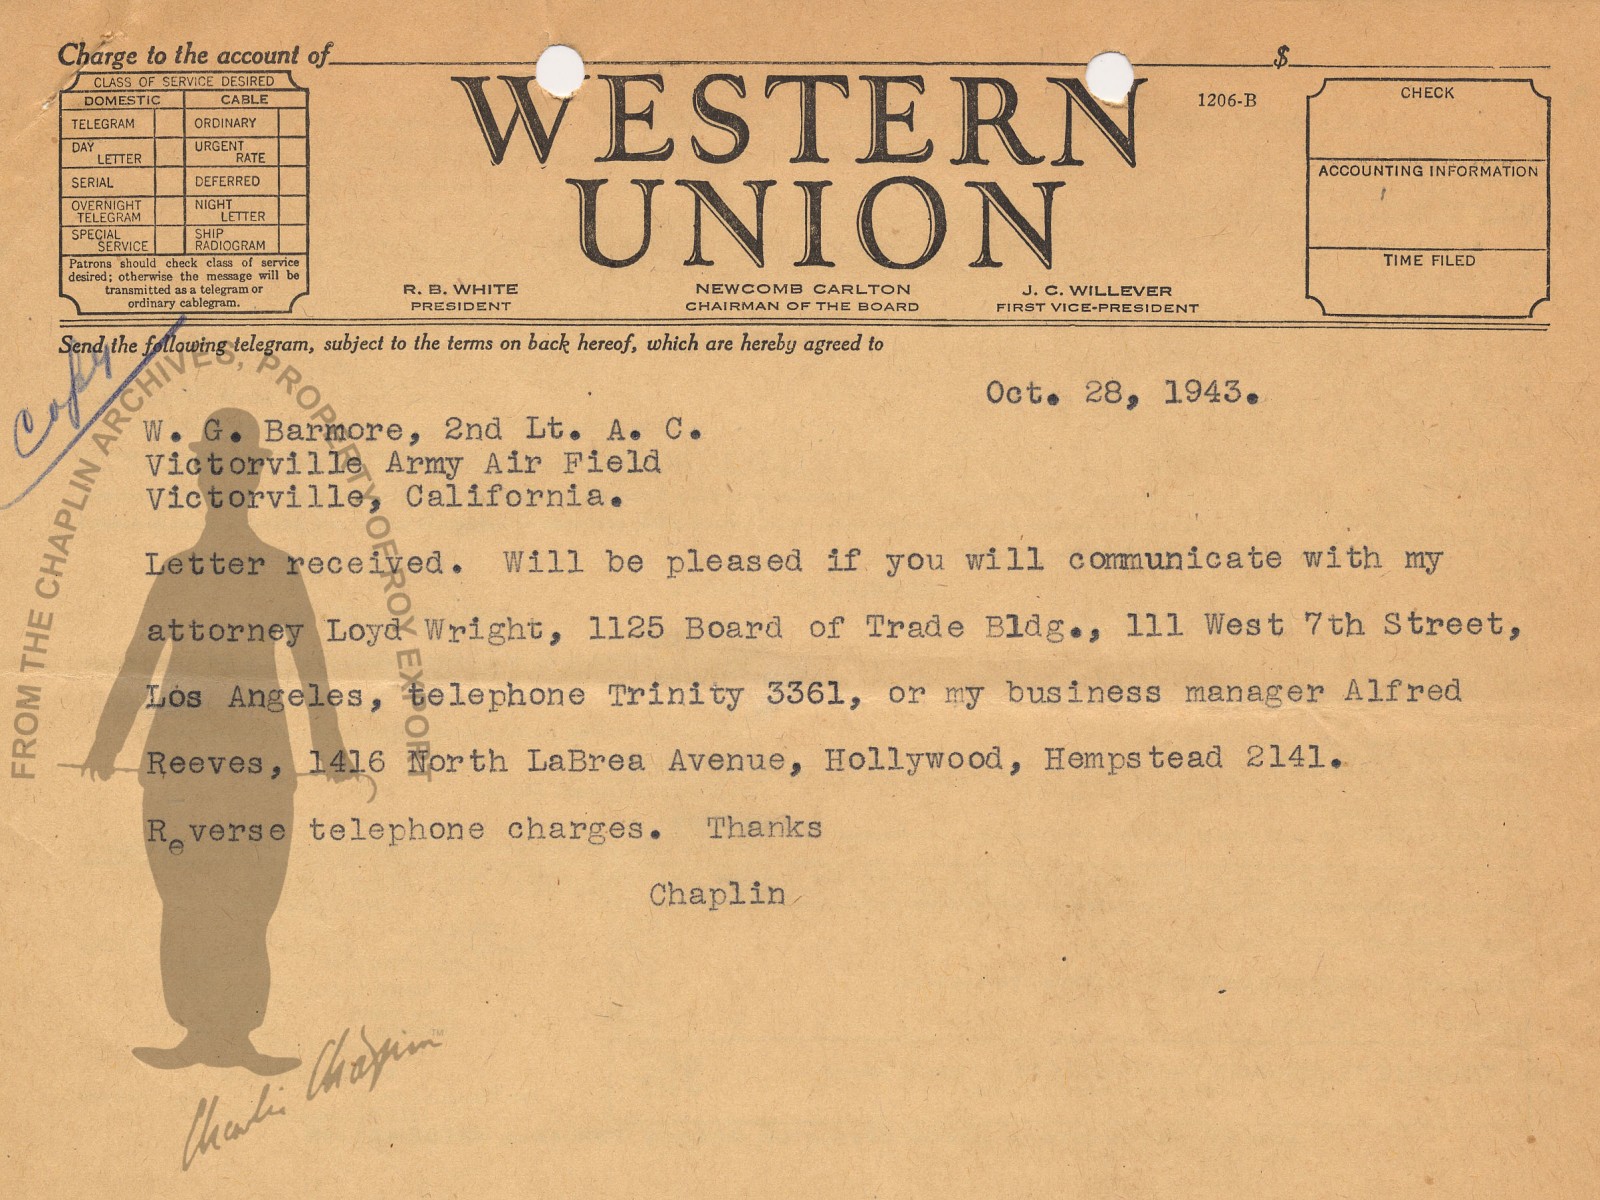 Charge to the account of $
CLASS OF SERVICE DESIRED
DOMESTIC CABLE
TELEGRAM ORDINARY
DAY LETTER URGENT RATE
SERIAL DEFERRED
OVERNIGHT TELEGRAM NIGHT LETTER
SPECIAL SERVICE SHIP RADIOGRAM
Patrons should check class of service
desired; otherwise the message will be
transmitted as a telegram or
ordinary cablegram.
WESTERN
UNION
1206-B
CHECK
ACCOUNTING INFORMATION
TIME FILED
R. B. WHITE
PRESIDENT
NEWCOMB CARLTON
CHAIRMAN OF THE BOARD
J. C. WILLEVER
FIRST VICE-PRESIDENT
Send the following telegram, subject to the terms on back hereof, which are hereby agreed to
Copy
Oct. 28, 1943.
W. G. Barmore, 2nd Lt. A. C.
Victorville Army Air Field
Victorville, California.
Letter received. Will be pleased if you will communicate with my
attorney Loyd Wright, 1125 Board of Trade Bldg., 111 West 7th Street,
Los Angeles, telephone Trinity 3361, or my business manager Alfred
Reeves, 1416 North LaBrea Avenue, Hollywood, Hempstead 2141.
Reverse telephone charges. Thanks
Chaplin
FROM THE CHAPLIN ARCHIVES, PROPERTY OF ROY EXPORT
Charlie Chaplin™